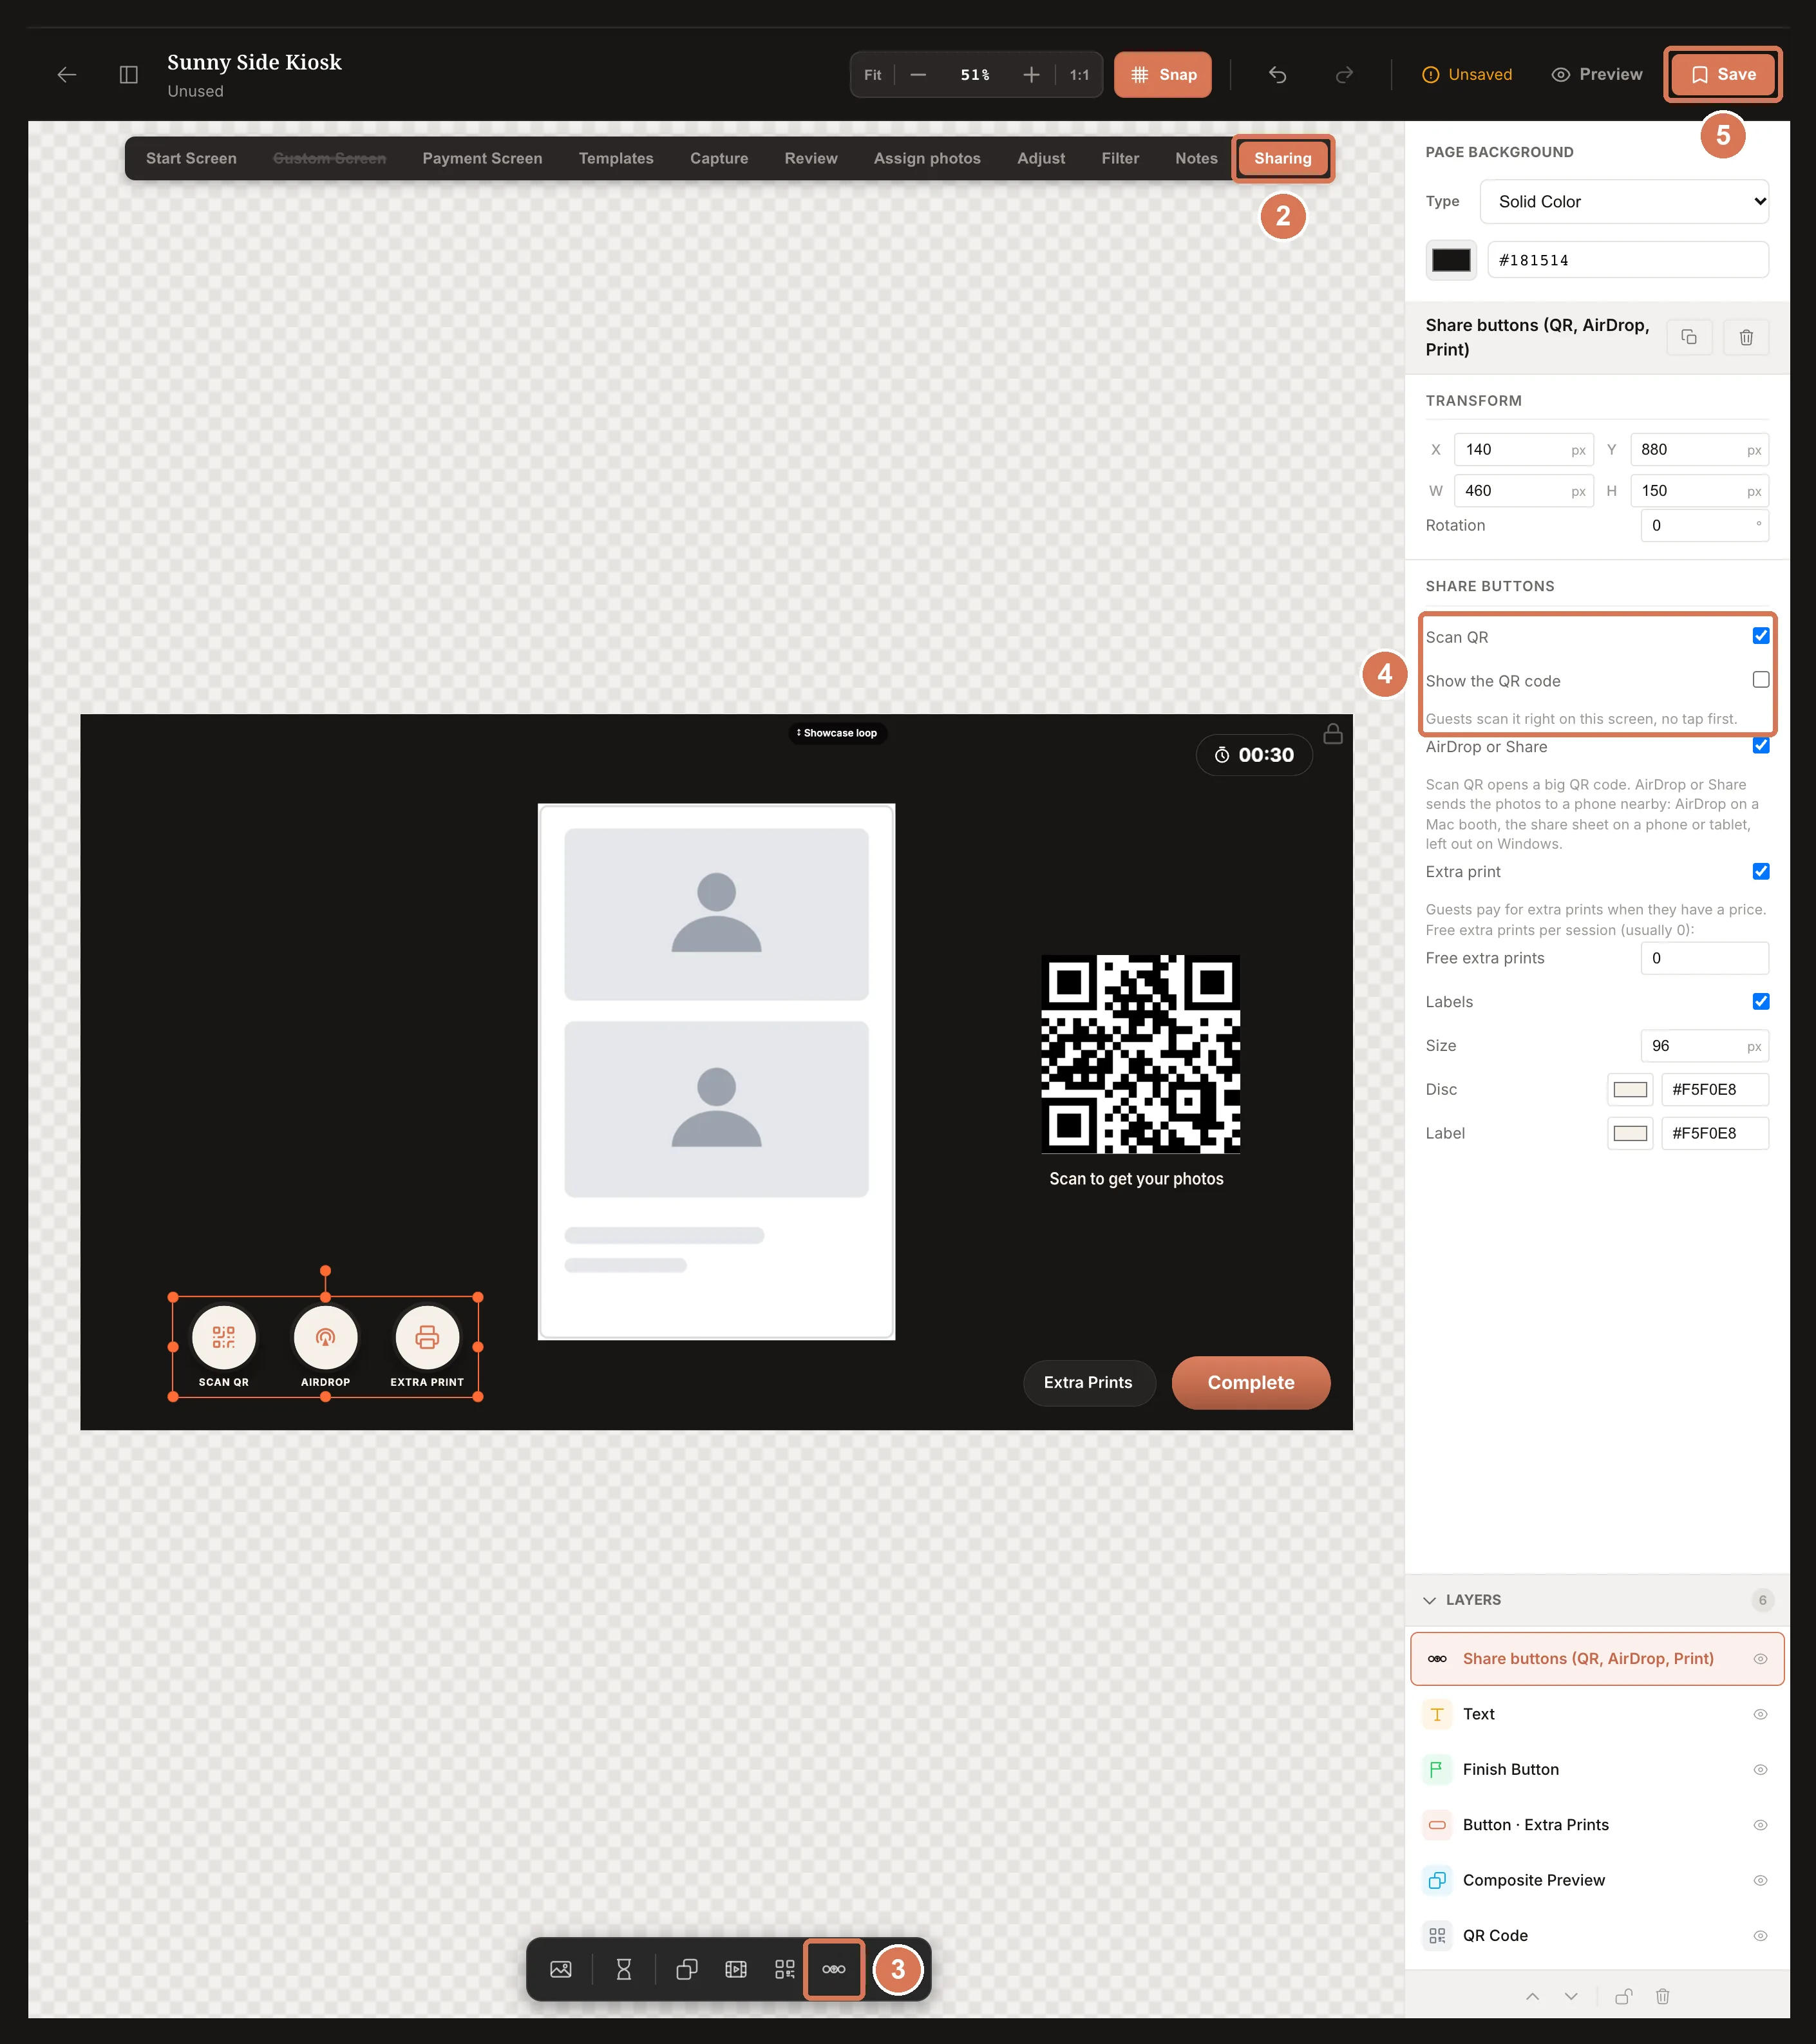 Sunny Side Kiosk
Unused
Fit
51%
1:1
Snap
Unsaved
Preview
Save
5
Start Screen
Custom Screen
Payment Screen
Templates
Capture
Review
Assign photos
Adjust
Filter
Notes
Sharing
2
PAGE BACKGROUND
Type
Solid Color
#181514
Share buttons (QR, AirDrop,
Print)
TRANSFORM
X 140 px Y 880 px
W 460 px H 150 px
Rotation 0 °
SHARE BUTTONS
4
Scan QR
Show the QR code
Guests scan it right on this screen, no tap first.
AirDrop or Share
Scan QR opens a big QR code. AirDrop or Share
sends the photos to a phone nearby: AirDrop on a
Mac booth, the share sheet on a phone or tablet,
left out on Windows.
Extra print
Guests pay for extra prints when they have a price.
Free extra prints per session (usually 0):
Free extra prints 0
Labels
Size 96 px
Disc #F5F0E8
Label #F5F0E8
Showcase loop
00:30
Scan to get your photos
SCAN QR
AIRDROP
EXTRA PRINT
Extra Prints
Complete
LAYERS 6
Share buttons (QR, AirDrop, Print)
Text
Finish Button
Button · Extra Prints
Composite Preview
QR Code
3